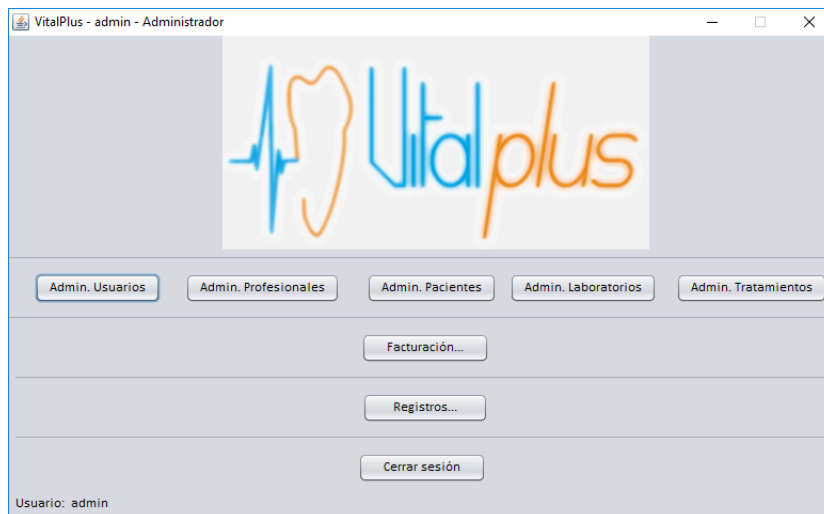 VitalPlus - admin - Administrador
Vitalplus
Admin. Usuarios Admin. Profesionales Admin. Pacientes Admin. Laboratorios Admin. Tratamientos
Facturación...
Registros...
Cerrar sesión
Usuario: admin